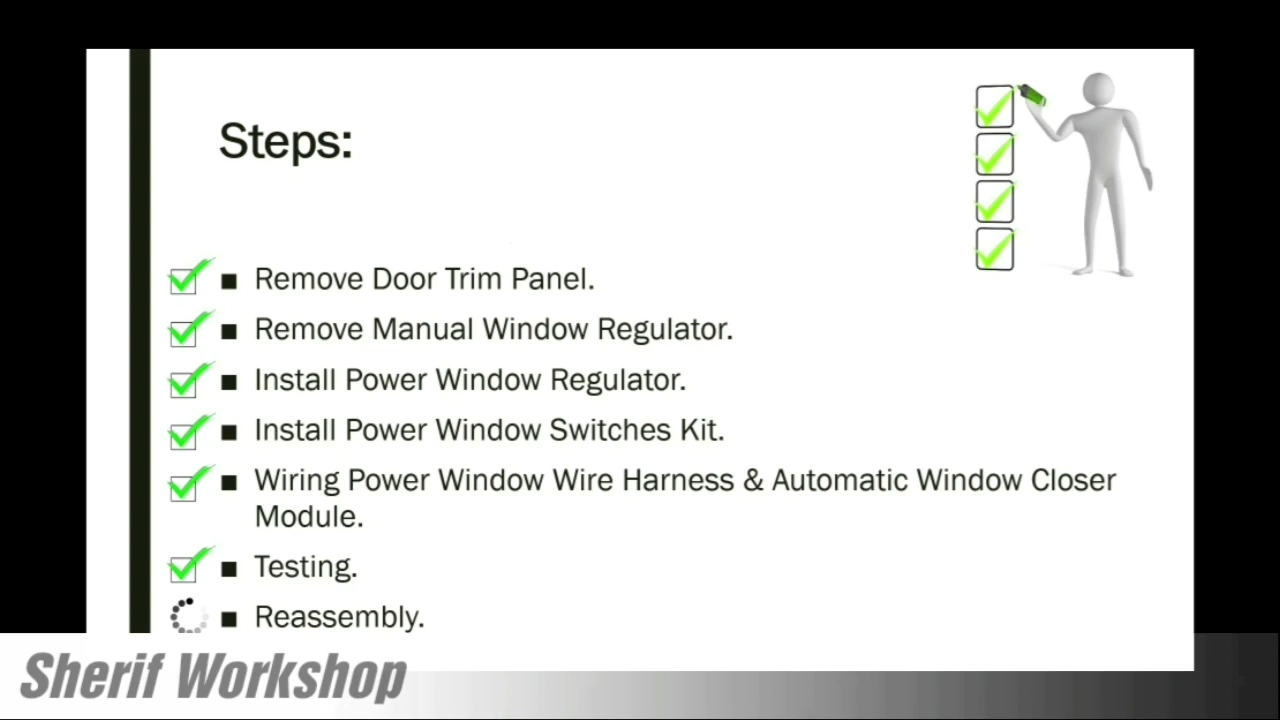 Steps:
Remove Door Trim Panel.
Remove Manual Window Regulator.
Install Power Window Regulator.
Install Power Window Switches Kit.
Wiring Power Window Wire Harness & Automatic Window Closer
Module.
Testing.
Reassembly.
Sherif Workshop